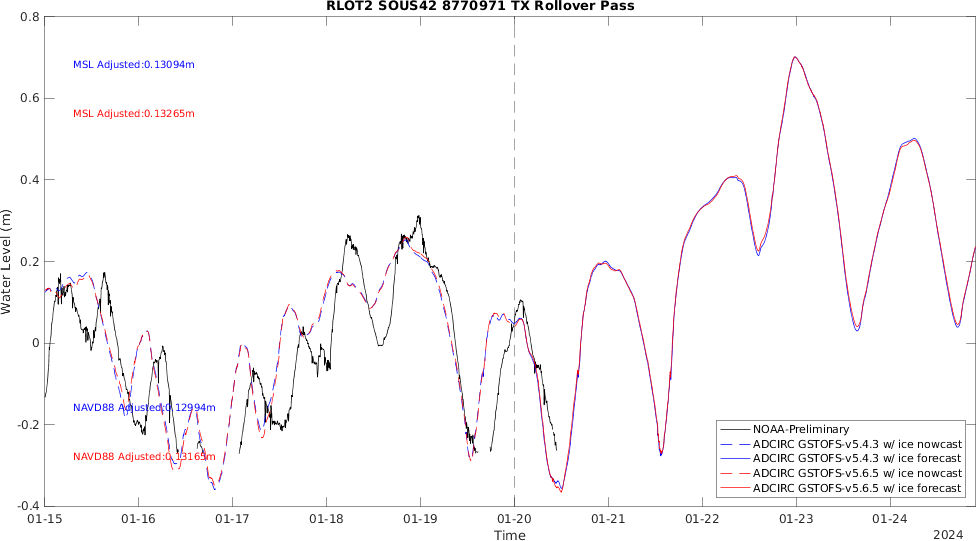 RLOT2 SOUS42 8770971 TX Rollover Pass
0.8
0.6
0.4
0.2
0
-0.2
-0.4
Water Level (m)
MSL Adjusted:0.13094m
MSL Adjusted:0.13265m
NAVD88 Adjusted:0.12994m
NAVD88 Adjusted:0.13165m
NOAA-Preliminary
ADCIRC GSTOFS-v5.4.3 w/ ice nowcast
ADCIRC GSTOFS-v5.4.3 w/ ice forecast
ADCIRC GSTOFS-v5.6.5 w/ ice nowcast
ADCIRC GSTOFS-v5.6.5 w/ ice forecast
01-15 01-16 01-17 01-18 01-19 01-20 01-21 01-22 01-23 01-24
Time
2024